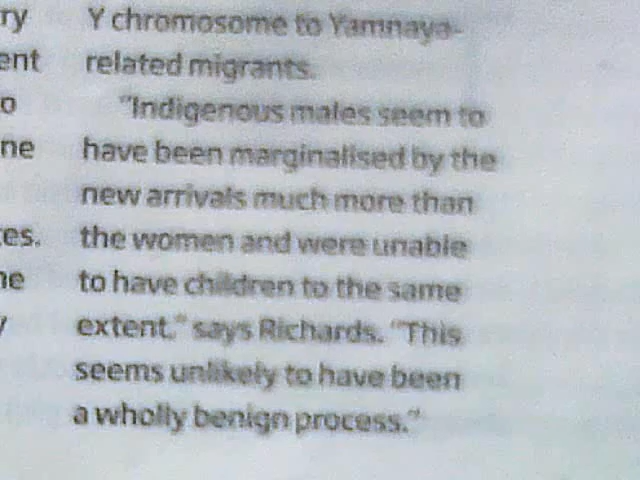 ry
ent
o
ne
es.
ne
y
Y chromosome to Yamnaya-
related migrants.
"Indigenous males seem to
have been marginalised by the
new arrivals much more than
the women and were unable
to have children to the same
extent," says Richards. "This
seems unlikely to have been
a wholly benign process."